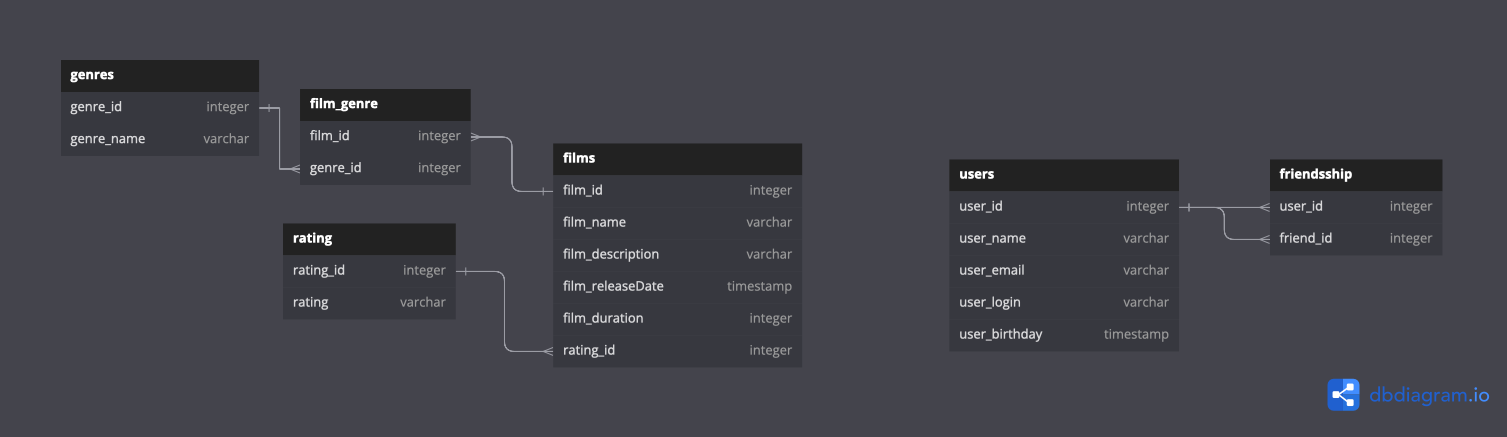 genres
genre_id integer
genre_name varchar
film_genre
film_id integer
genre_id integer
rating
rating_id integer
rating varchar
films
film_id integer
film_name varchar
film_description varchar
film_releaseDate timestamp
film_duration integer
rating_id integer
users
user_id integer
user_name varchar
user_email varchar
user_login varchar
user_birthday timestamp
friendsship
user_id integer
friend_id integer
dbdiagram.io